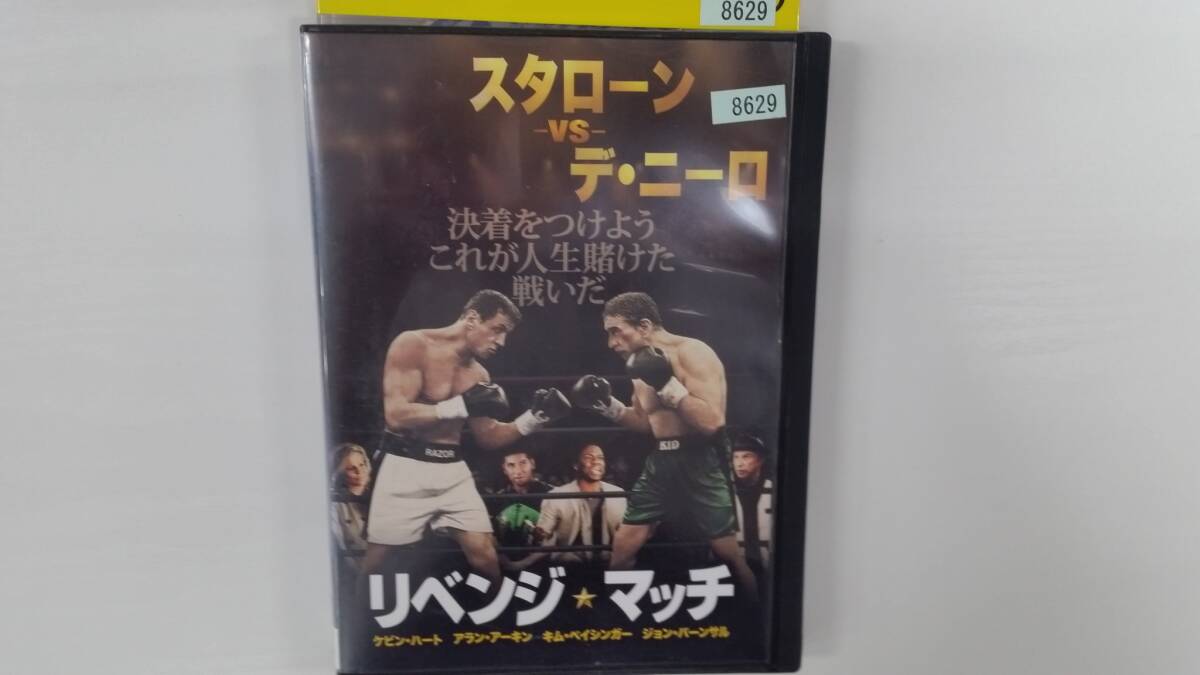 8629
スタローン
8629
-VS-
デ・ニーロ
決着をつけよう
これが人生賭けた
戦いだ
RAZOR
KID
リベンジ★マッチ
ケビン・ハート アラン・アーキン キム・ベイシンガー ジョン・バーンサル